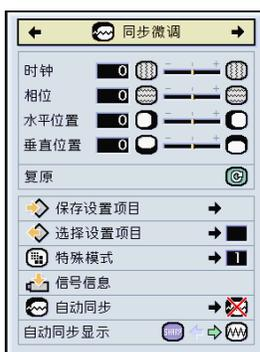 同步微调
时钟 0
相位 0
水平位置 0
垂直位置 0
复原
保存设置项目
选择设置项目
特殊模式 1
信号信息
自动同步
自动同步显示 SHARP